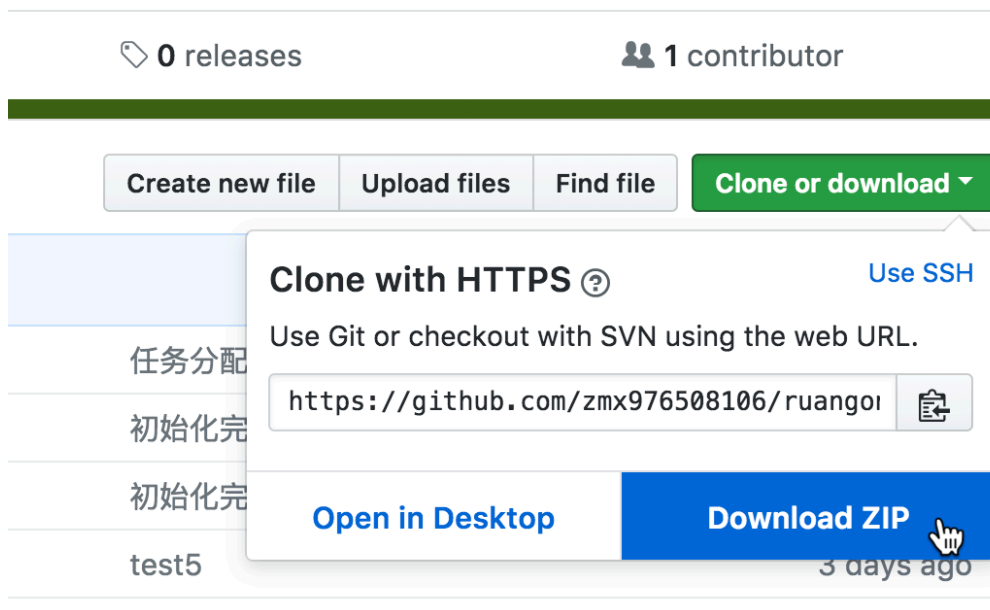 0 releases
1 contributor
Create new file
Upload files
Find file
Clone or download
Clone with HTTPS ?
Use SSH
Use Git or checkout with SVN using the web URL.
任务分配
https://github.com/zmx976508106/ruangor
初始化完
初始化完
Open in Desktop
Download ZIP
test5
3 days ago